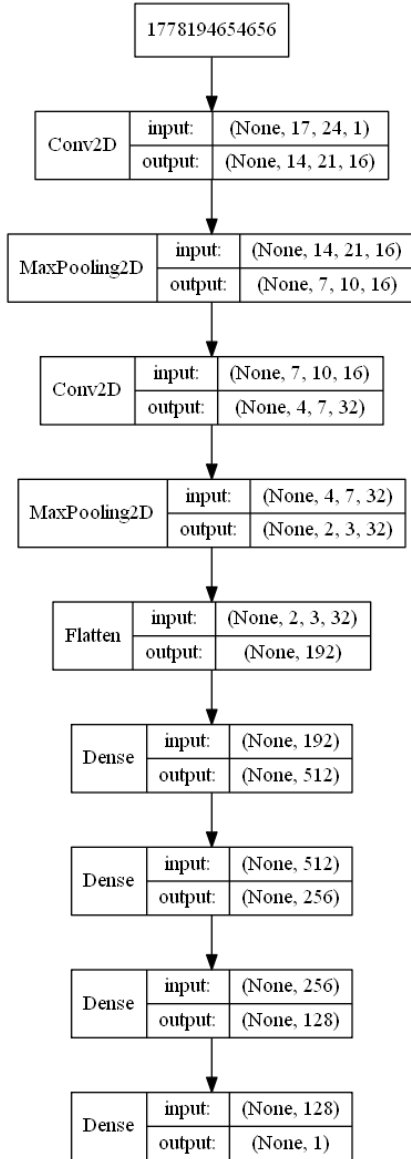 1778194654656
Conv2D input: (None, 17, 24, 1)
output: (None, 14, 21, 16)
MaxPooling2D input: (None, 14, 21, 16)
output: (None, 7, 10, 16)
Conv2D input: (None, 7, 10, 16)
output: (None, 4, 7, 32)
MaxPooling2D input: (None, 4, 7, 32)
output: (None, 2, 3, 32)
Flatten input: (None, 2, 3, 32)
output: (None, 192)
Dense input: (None, 192)
output: (None, 512)
Dense input: (None, 512)
output: (None, 256)
Dense input: (None, 256)
output: (None, 128)
Dense input: (None, 128)
output: (None, 1)